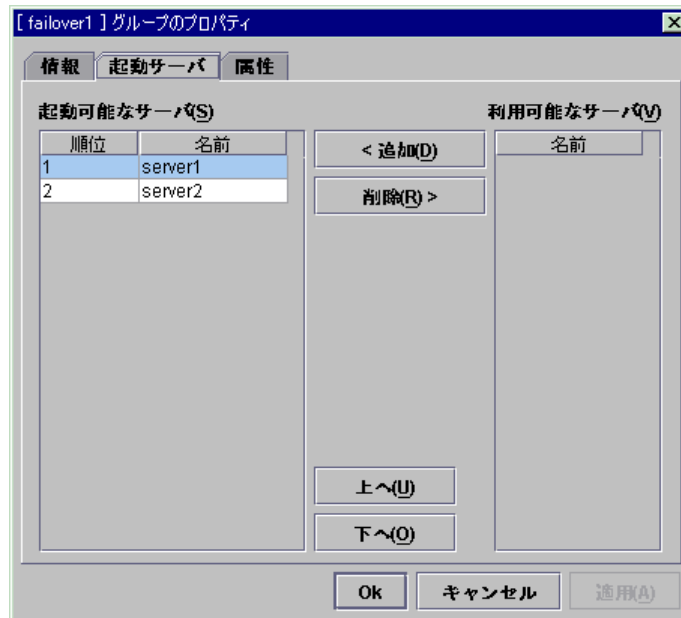 [ failover1 ] グループのプロパティ
情報 起動サーバ 属性
起動可能なサーバ(S) 利用可能なサーバ(V)
順位 名前 < 追加(D) 名前
1 server1
2 server2 削除(R) >
上へ(U)
下へ(O)
Ok キャンセル 適用(A)